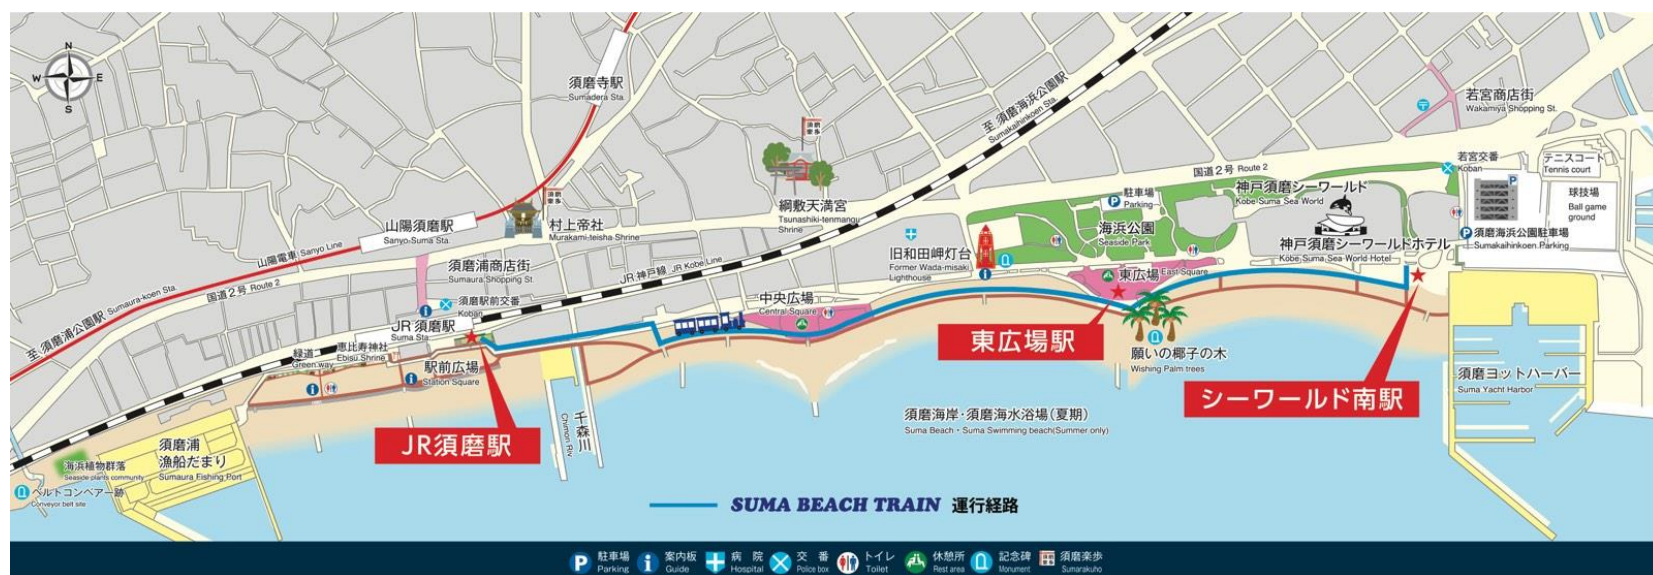 N
W E
S
須磨寺駅
Sumadera Sta.
至 須磨海浜公園駅
Sumakaihinkoen Sta.
若宮商店街
Wakamiya Shopping St.
国道2号 Route 2
若宮交番
Koban
テニスコート
Tennis court
球技場
Ball game
ground
須磨海浜公園駐車場
Sumakaihinkoen Parking
駐車場
Parking
神戸須磨シーワールド
Kobe Suma Sea World
海浜公園
Seaside Park
神戸須磨シーワールドホテル
Kobe Suma Sea World Hotel
綱敷天満宮
Tsunashiki-tenmangu
Shrine
山陽須磨駅
Sanyo-Suma Sta.
村上帝社
Murakami-teisha Shrine
山陽電車 Sanyo Line
国道2号 Route 2
須磨浦商店街
Sumaura Shopping St.
JR 神戸線 JR Kobe Line
旧和田岬灯台
Former Wada-misaki
Lighthouse
東広場 East Square
中央広場
Central Square
須磨駅前交番
Koban
至 須磨浦公園駅 Sumaura-koen Sta.
JR 須磨駅
Suma Sta.
恵比寿神社
Ebisu Shrine
緑道
Green way
駅前広場
Station Square
東広場駅
願いの椰子の木
Wishing Palm trees
シーワールド南駅
須磨ヨットハーバー
Suma Yacht Harbor
JR須磨駅
千森川
Chimori Riv.
須磨海岸・須磨海水浴場(夏期)
Suma Beach・Suma Swimming beach(Summer only)
須磨浦
漁船だまり
Sumaura Fishing Port
海浜植物群落
Seaside plants community
ベルトコンベアー跡
Conveyor belt site
SUMA BEACH TRAIN 運行経路
P 駐車場 Parking
i 案内板 Guide
病院 Hospital
交番 Police box
トイレ Toilet
休憩所 Rest area
記念碑 Monument
須磨楽歩 Sumarakuho